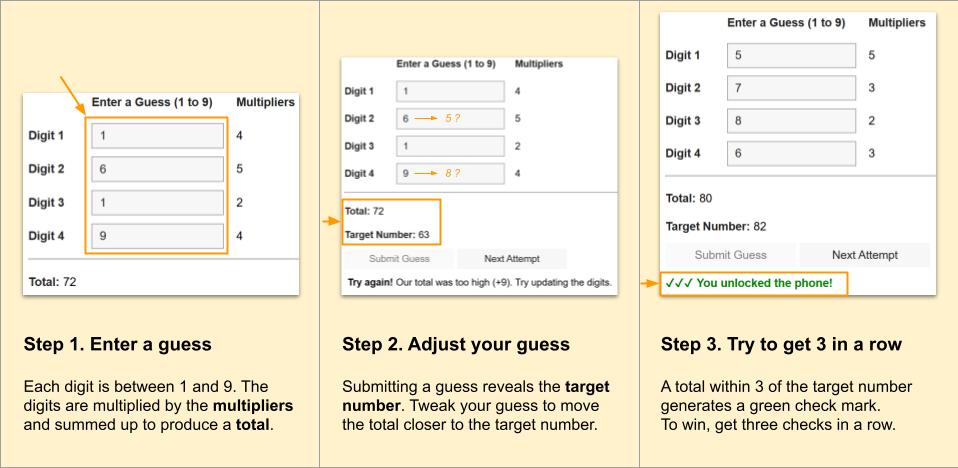 Enter a Guess (1 to 9) Multipliers
Digit 1 1 4
Digit 2 6 5
Digit 3 1 2
Digit 4 9 4
Total: 72
Step 1. Enter a guess
Each digit is between 1 and 9. The
digits are multiplied by the multipliers
and summed up to produce a total.
Enter a Guess (1 to 9) Multipliers
Digit 1 1 4
Digit 2 6 5 ? 5
Digit 3 1 2
Digit 4 9 8 ? 4
Total: 72
Target Number: 63
Submit Guess Next Attempt
Try again! Our total was too high (+9). Try updating the digits.
Step 2. Adjust your guess
Submitting a guess reveals the target
number. Tweak your guess to move
the total closer to the target number.
Enter a Guess (1 to 9) Multipliers
Digit 1 5 5
Digit 2 7 3
Digit 3 8 2
Digit 4 6 3
Total: 80
Target Number: 82
Submit Guess Next Attempt
✓✓✓ You unlocked the phone!
Step 3. Try to get 3 in a row
A total within 3 of the target number
generates a green check mark.
To win, get three checks in a row.